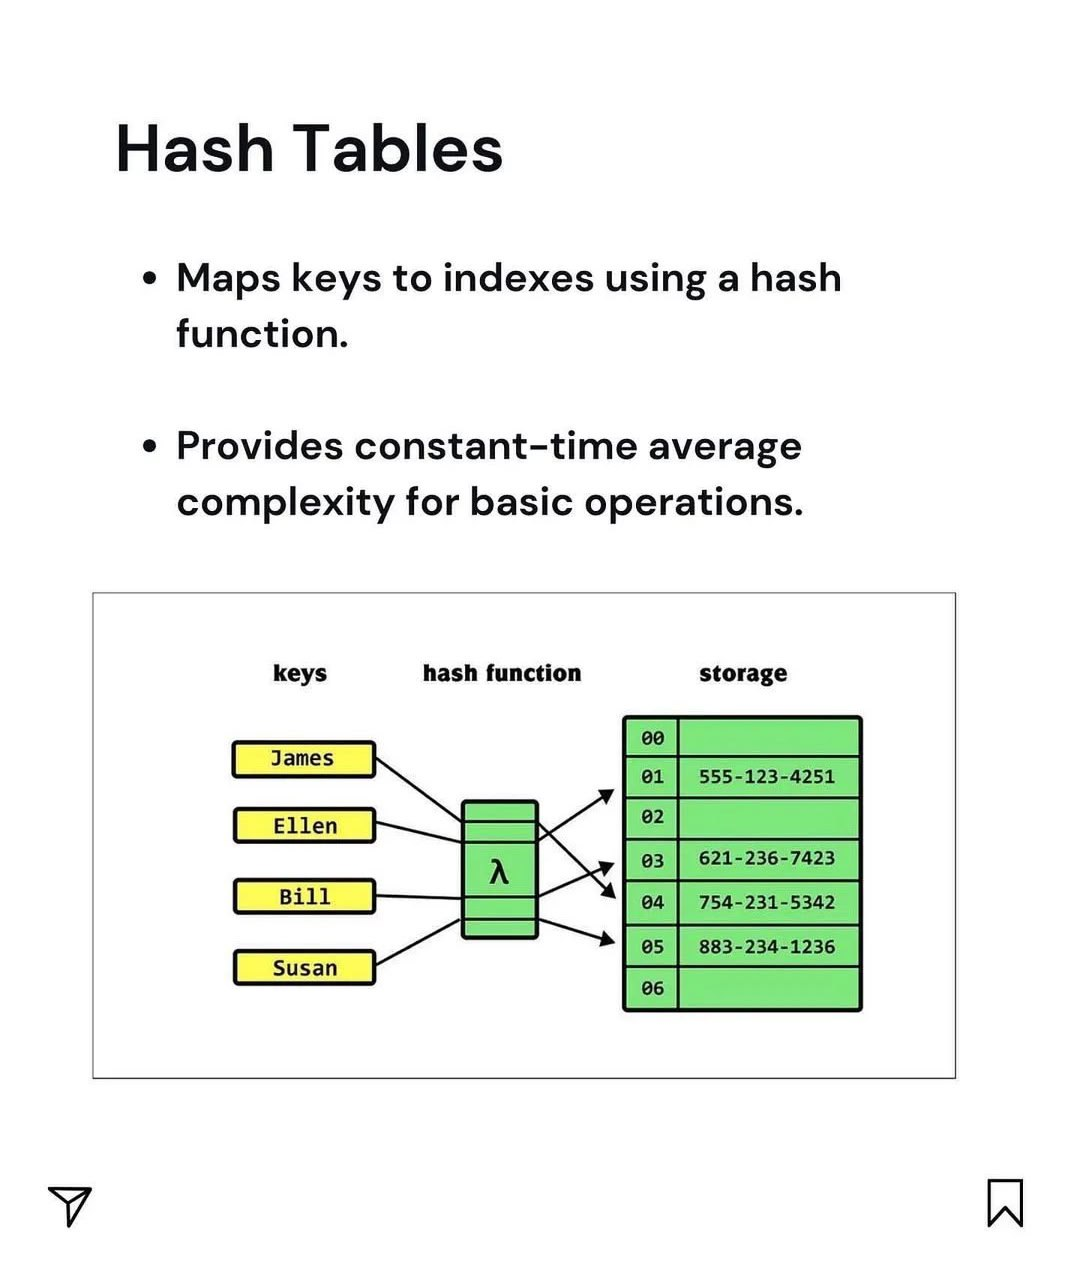 Hash Tables
• Maps keys to indexes using a hash
function.
• Provides constant-time average
complexity for basic operations.
keys hash function storage
James
Ellen
Bill
Susan
λ
00
01 555-123-4251
02
03 621-236-7423
04 754-231-5342
05 883-234-1236
06